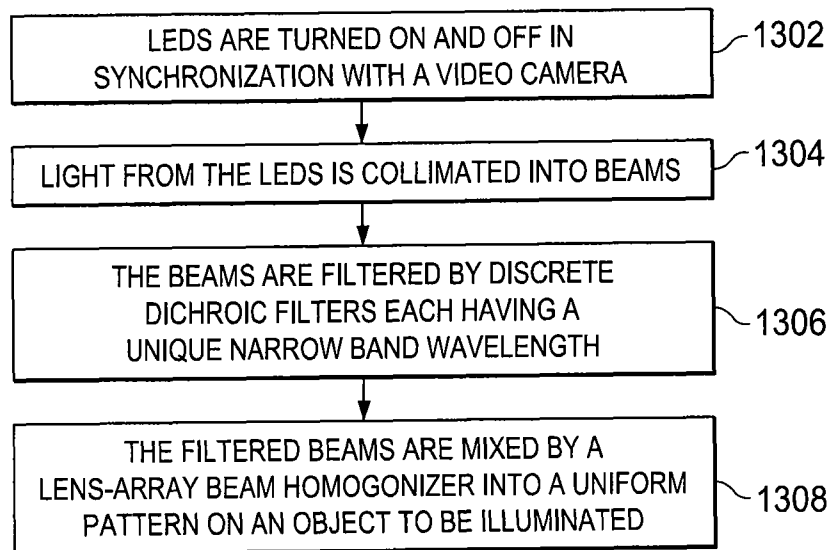 LEDS ARE TURNED ON AND OFF IN
SYNCHRONIZATION WITH A VIDEO CAMERA
1302
LIGHT FROM THE LEDS IS COLLIMATED INTO BEAMS
1304
THE BEAMS ARE FILTERED BY DISCRETE
DICHROIC FILTERS EACH HAVING A
UNIQUE NARROW BAND WAVELENGTH
1306
THE FILTERED BEAMS ARE MIXED BY A
LENS-ARRAY BEAM HOMOGONIZER INTO A UNIFORM
PATTERN ON AN OBJECT TO BE ILLUMINATED
1308